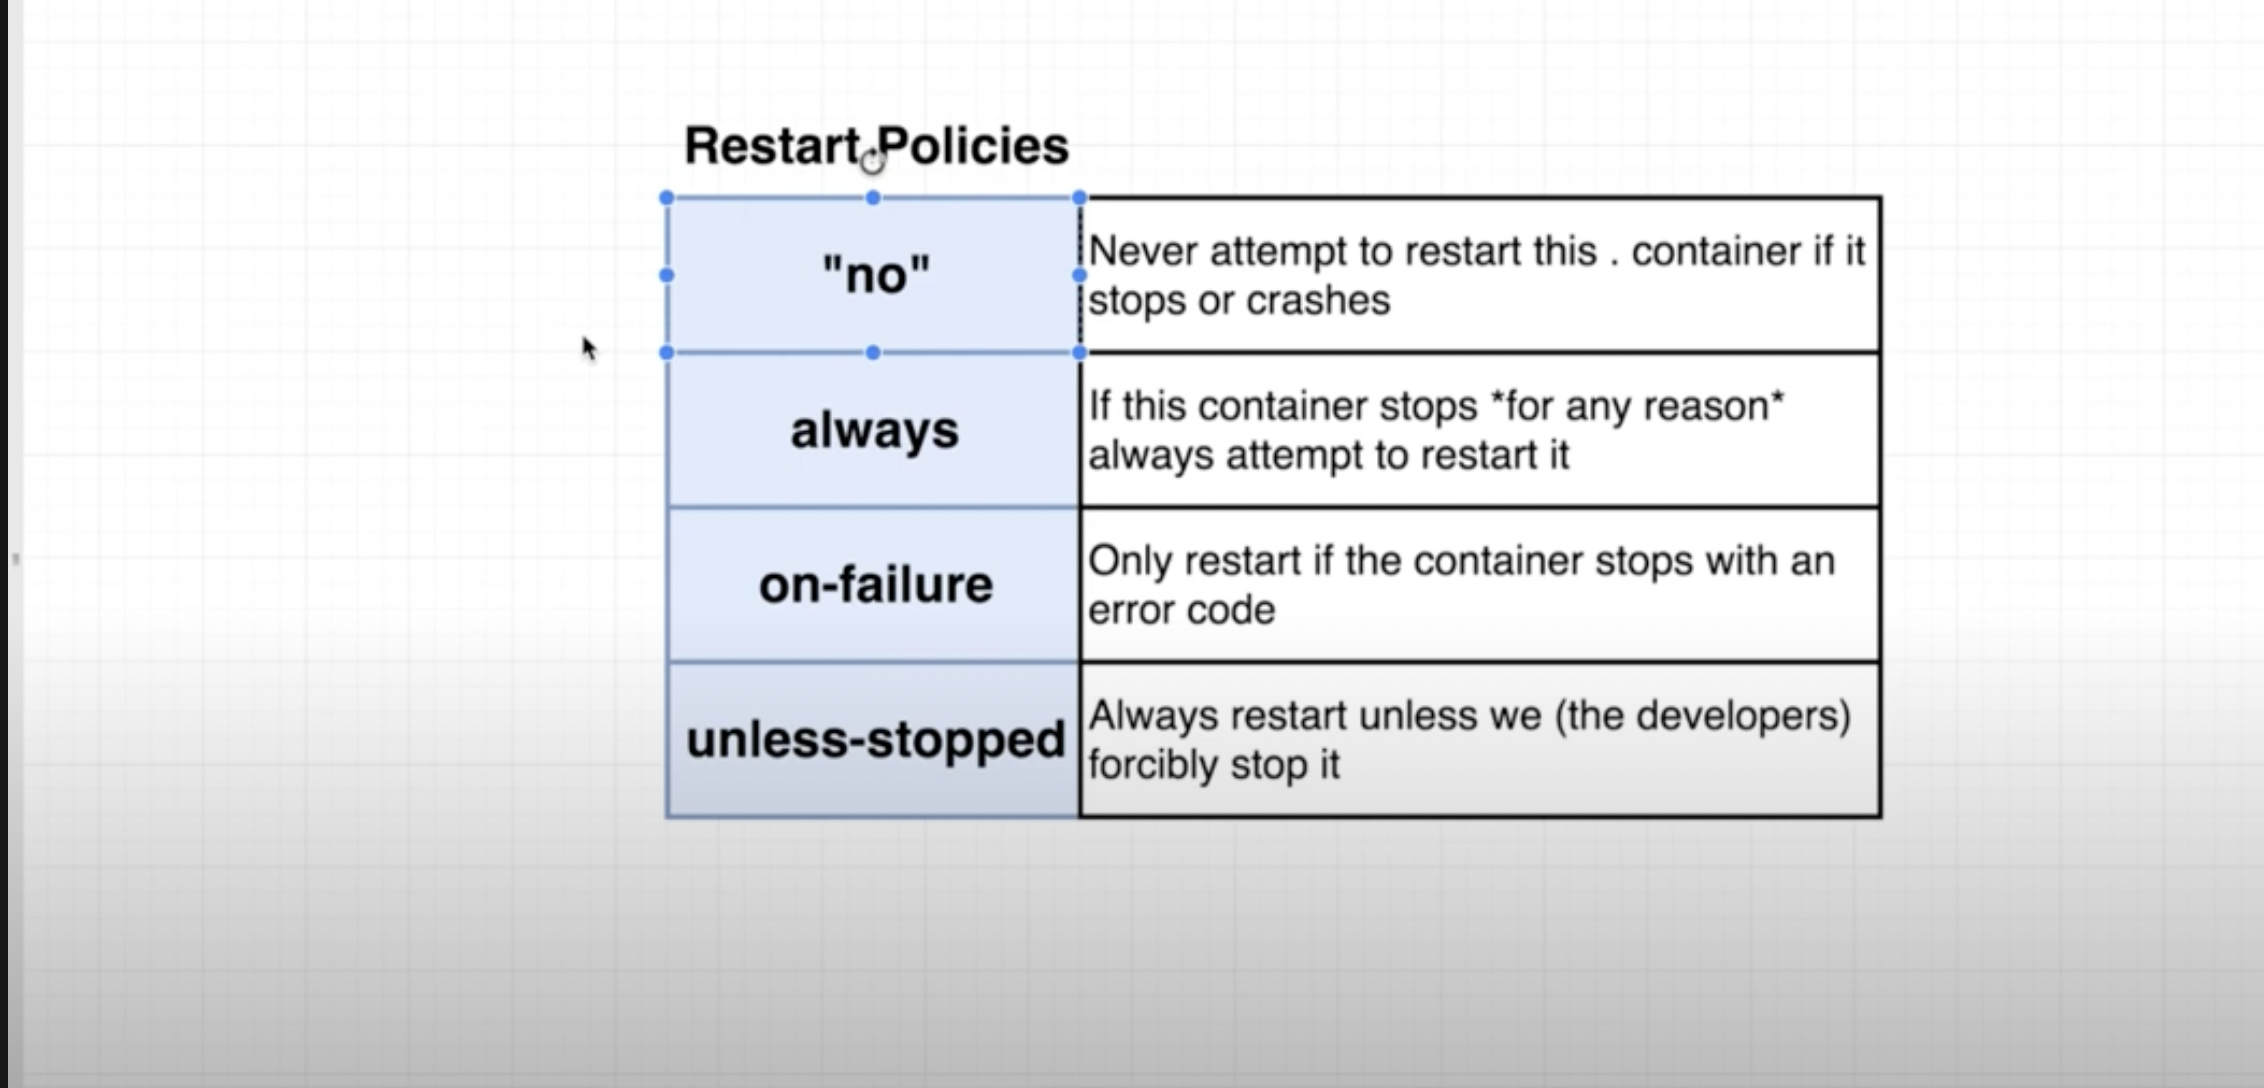 Restart Policies
"no"
Never attempt to restart this . container if it
stops or crashes
always
If this container stops *for any reason*
always attempt to restart it
on-failure
Only restart if the container stops with an
error code
unless-stopped
Always restart unless we (the developers)
forcibly stop it